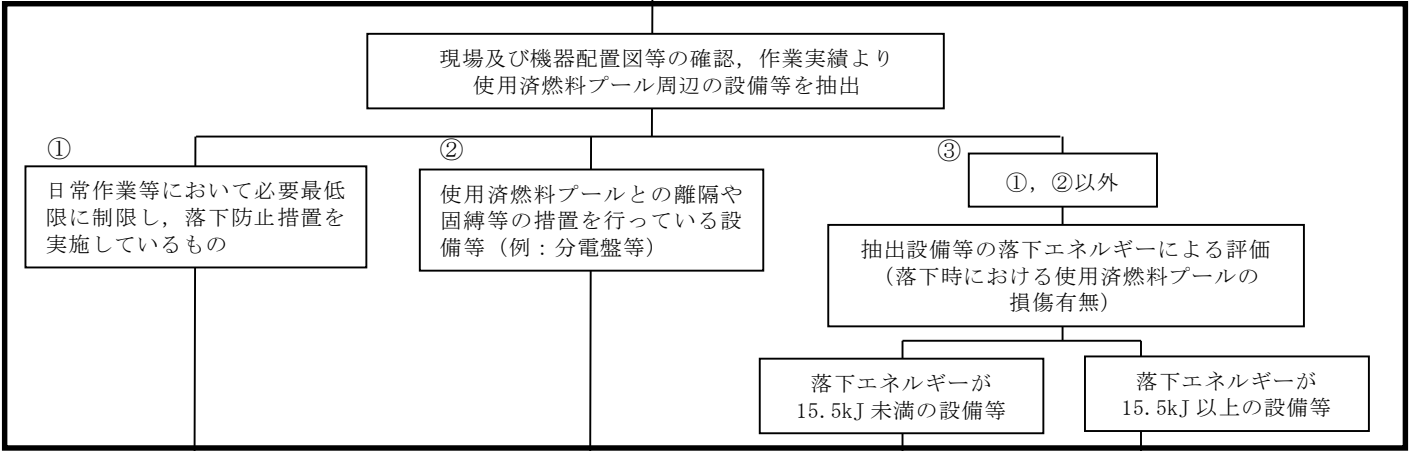 現場及び機器配置図等の確認，作業実績より
使用済燃料プール周辺の設備等を抽出
①
日常作業等において必要最低
限に制限し，落下防止措置を
実施しているもの
②
使用済燃料プールとの離隔や
固縛等の措置を行っている設
備等（例：分電盤等）
③
①，②以外
抽出設備等の落下エネルギーによる評価
（落下時における使用済燃料プールの
損傷有無）
落下エネルギーが
15.5kJ 未満の設備等
落下エネルギーが
15.5kJ 以上の設備等